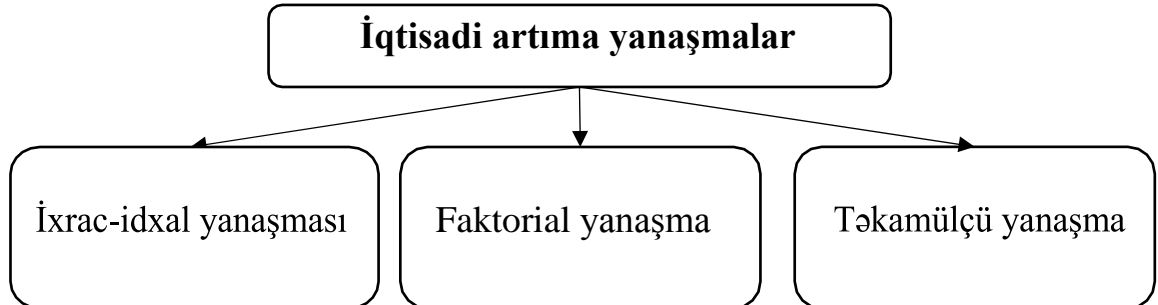 İqtisadi artıma yanaşmalar
İxrac-idxal yanaşması
Faktorial yanaşma
Təkamülçü yanaşma